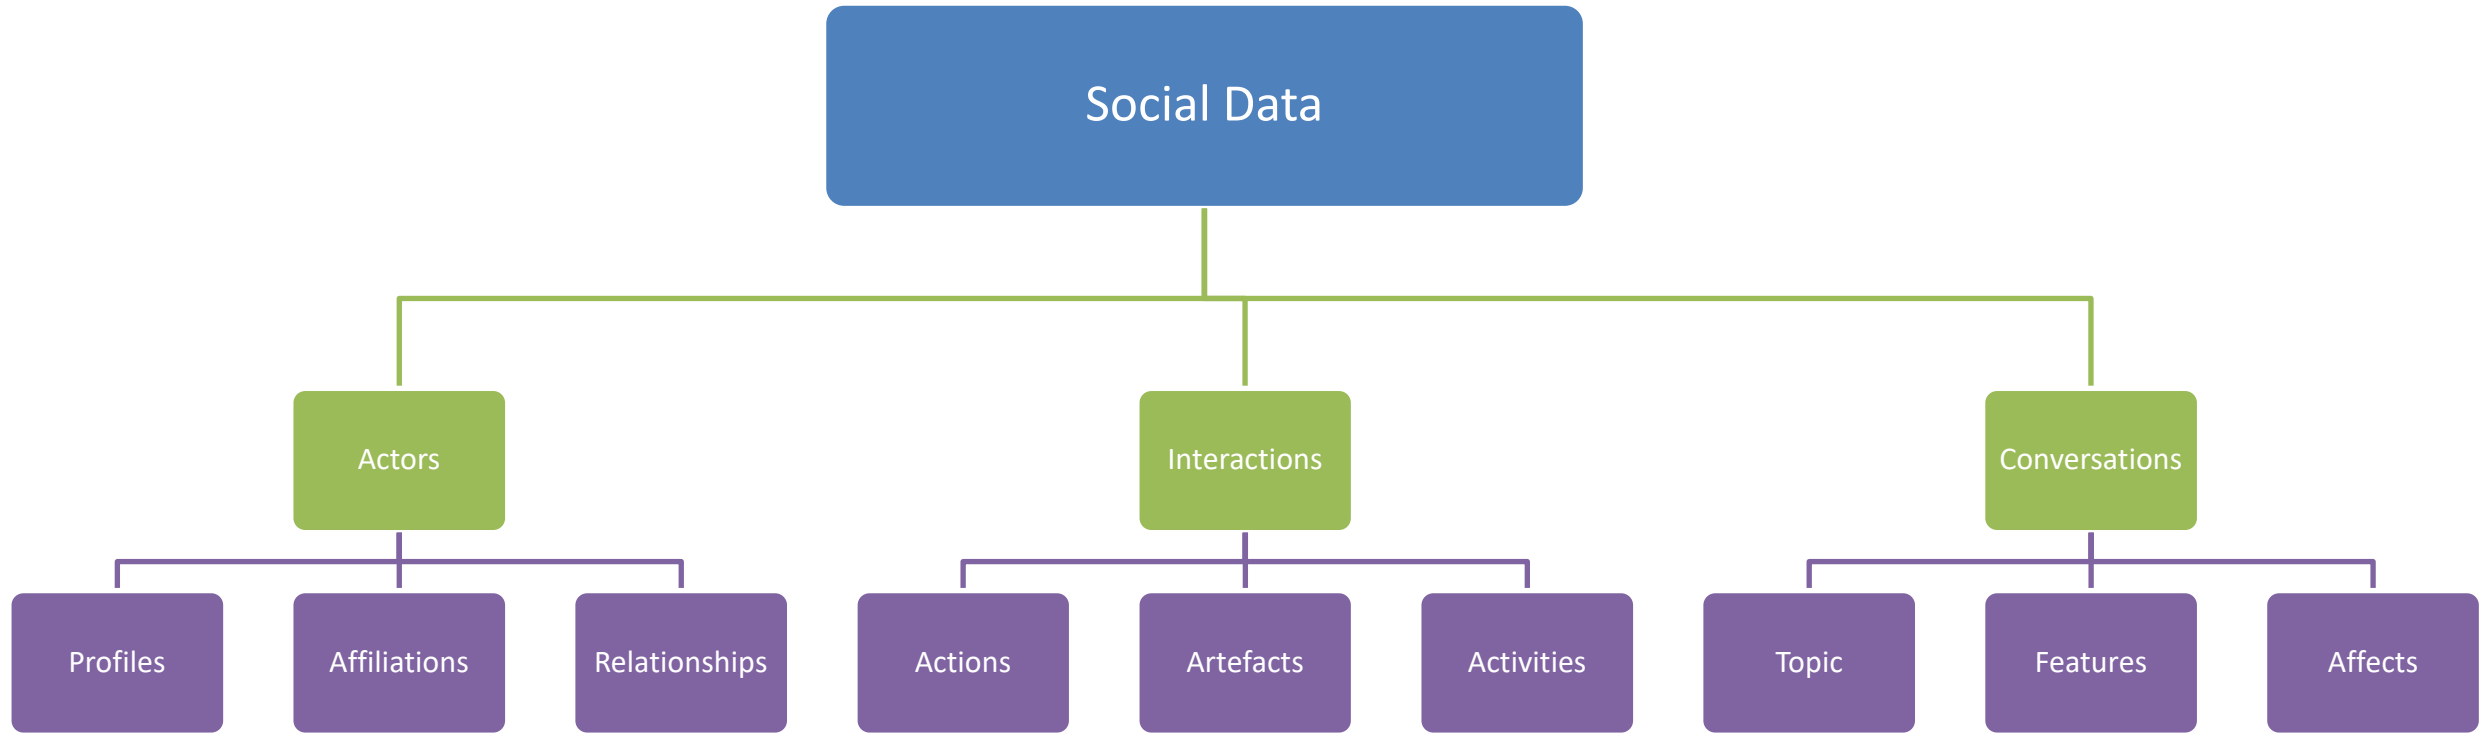 Social Data
Actors
Interactions
Conversations
Profiles
Affiliations
Relationships
Actions
Artefacts
Activities
Topic
Features
Affects